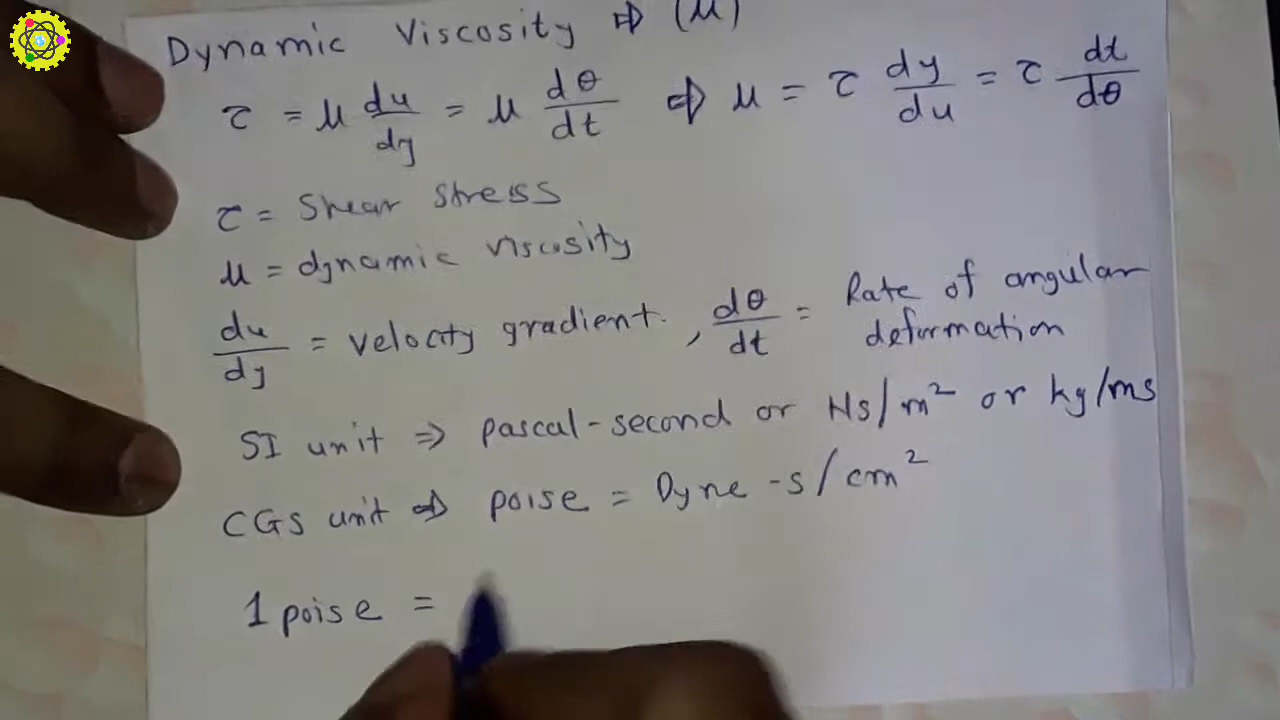 Dynamic Viscosity ⇒ (μ)
τ = μ du/dy = μ dθ/dt ⇒ μ = τ dy/du = τ dt/dθ
τ = Shear stress
μ = dynamic viscosity
du/dy = velocity gradient. , dθ/dt = Rate of angular deformation
SI unit ⇒ pascal-second or Ns/m² or kg/ms
CGS unit ⇒ poise = Dyne -s/cm²
1 poise =